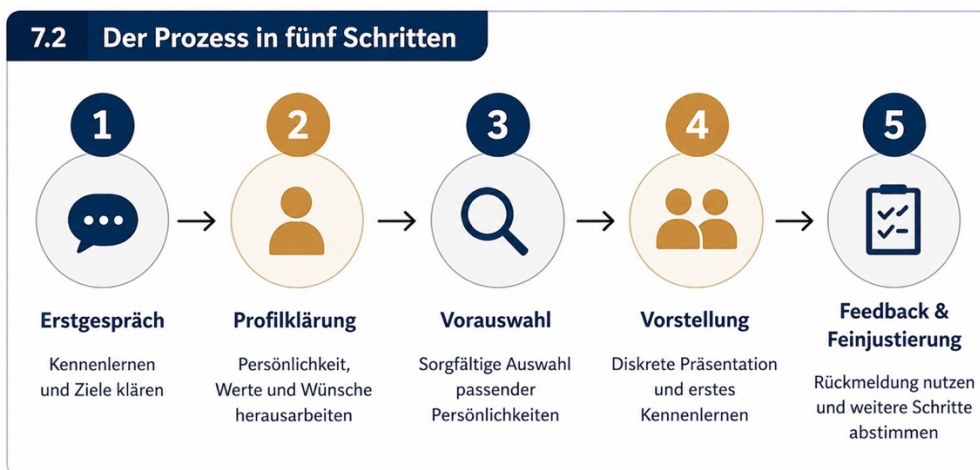 7.2 Der Prozess in fünf Schritten
1
2
3
4
5
Erstgespräch
Kennenlernen
und Ziele klären
Profilklärung
Persönlichkeit,
Werte und Wünsche
herausarbeiten
Vorauswahl
Sorgfältige Auswahl
passender
Persönlichkeiten
Vorstellung
Diskrete Präsentation
und erstes
Kennenlernen
Feedback &
Feinjustierung
Rückmeldung nutzen
und weitere Schritte
abstimmen